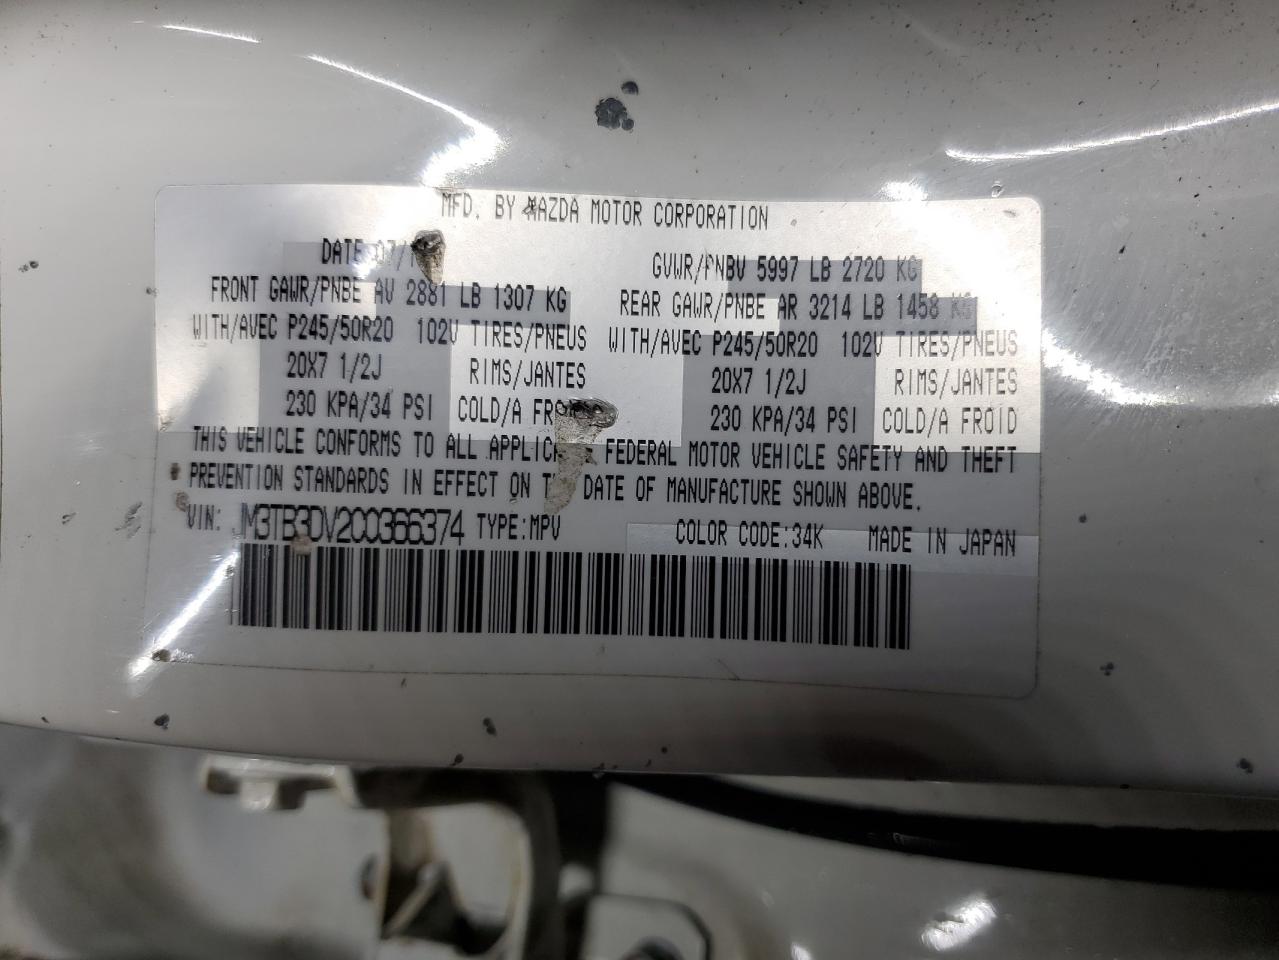 MFD. BY MAZDA MOTOR CORPORATION
DATE 07/ GVWR/PNBV 5997 LB 2720 KG
FRONT GAWR/PNBE AV 2881 LB 1307 KG REAR GAWR/PNBE AR 3214 LB 1458 KG
WITH/AVEC P245/50R20 102V TIRES/PNEUS WITH/AVEC P245/50R20 102V TIRES/PNEUS
20X7 1/2J RIMS/JANTES 20X7 1/2J RIMS/JANTES
230 KPA/34 PSI COLD/A FROID 230 KPA/34 PSI COLD/A FROID
THIS VEHICLE CONFORMS TO ALL FEDERAL MOTOR VEHICLE SAFETY AND THEFT
PREVENTION STANDARDS IN EFFECT ON DATE OF MANUFACTURE SHOWN ABOVE.
VIN: JM3TB3DV2C0366374 TYPE:MPV COLOR CODE:34K MADE IN JAPAN